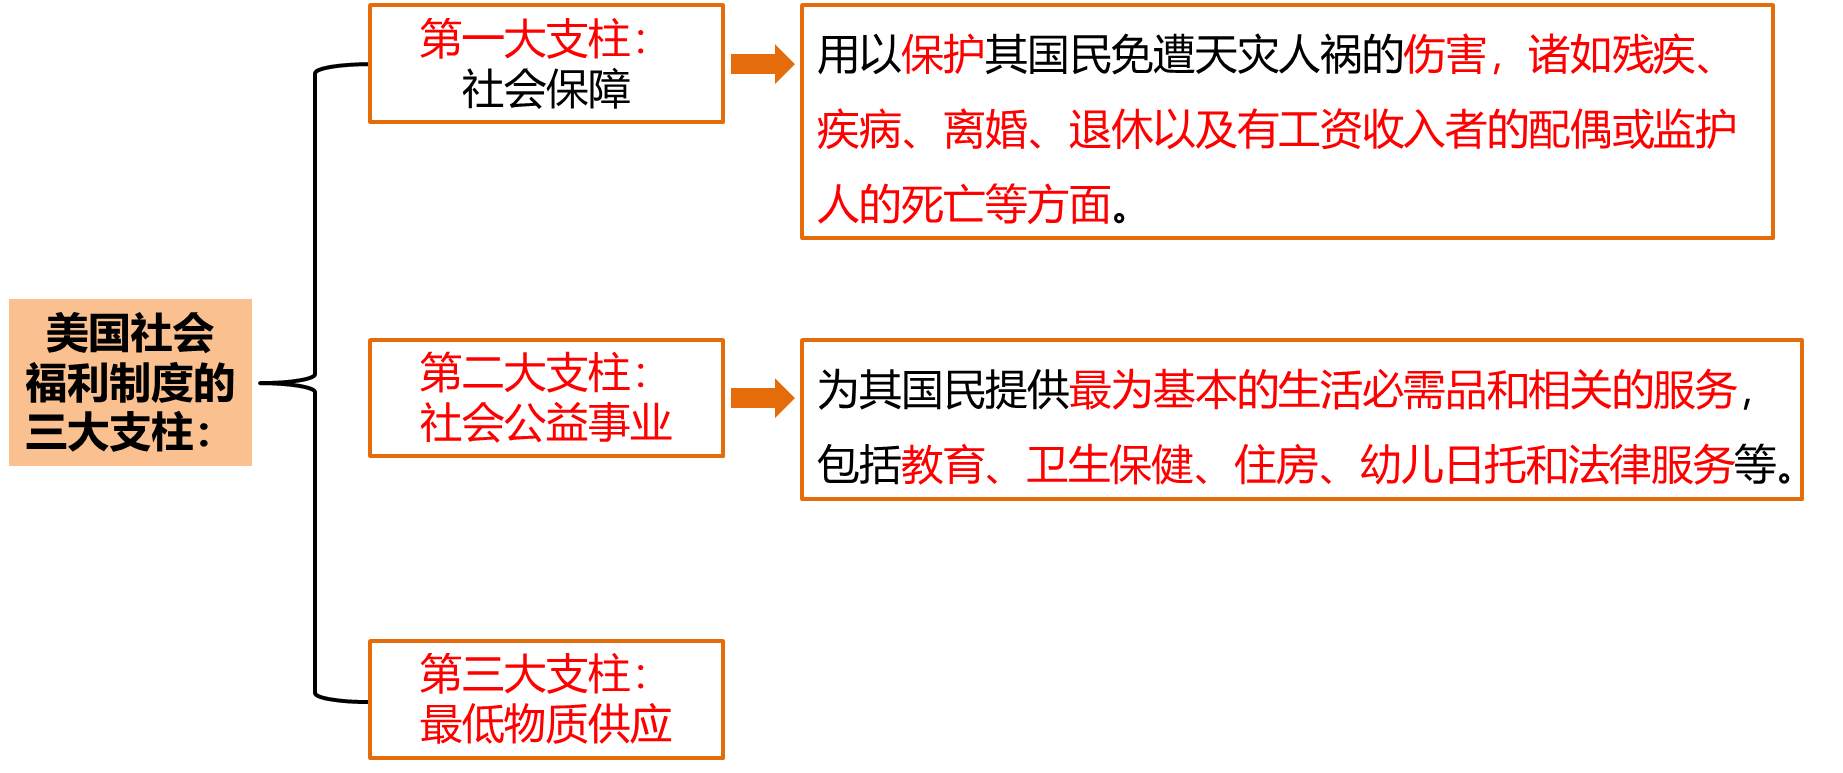 美国社会
福利制度的
三大支柱：
第一大支柱：
社会保障
用以保护其国民免遭天灾人祸的伤害，诸如残疾、
疾病、离婚、退休以及有工资收入者的配偶或监护
人的死亡等方面。
第二大支柱：
社会公益事业
为其国民提供最为基本的生活必需品和相关的服务，
包括教育、卫生保健、住房、幼儿日托和法律服务等。
第三大支柱：
最低物质供应